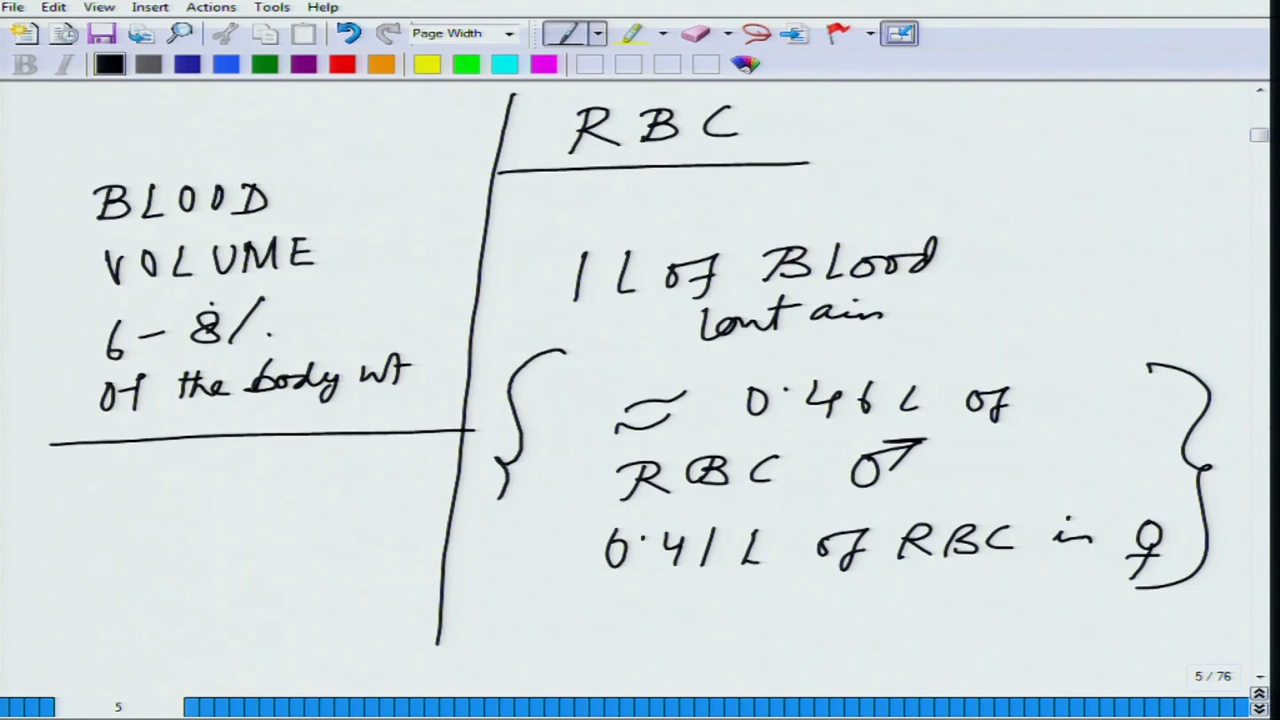 File Edit View Insert Actions Tools Help
Page Width
B I
BLOOD
VOLUME
6 - 8%.
of the body wt
RBC
1 L of BLood
Contain
≈ 0.46 L of
RBC ♂
0.41 L of RBC in ♀
5 / 76
5